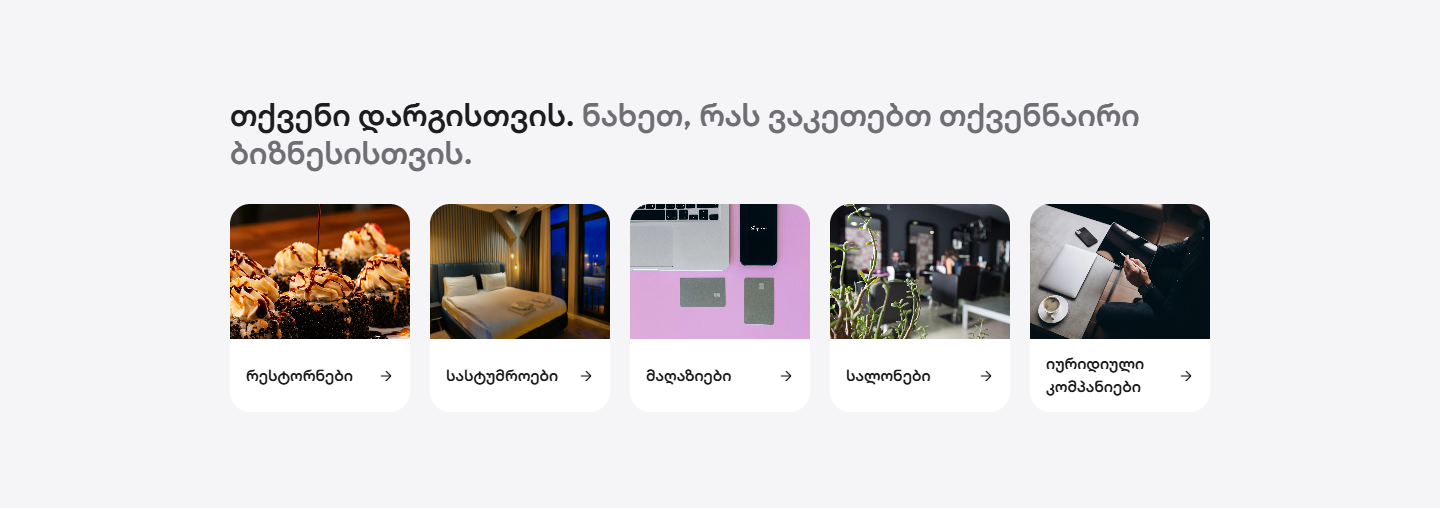 თქვენი დარგისთვის. ნახეთ, რას ვაკეთებთ თქვენნაირი
ბიზნესისთვის.
რესტორნები
სასტუმროები
მაღაზიები
სალონები
იურიდიული
კომპანიები